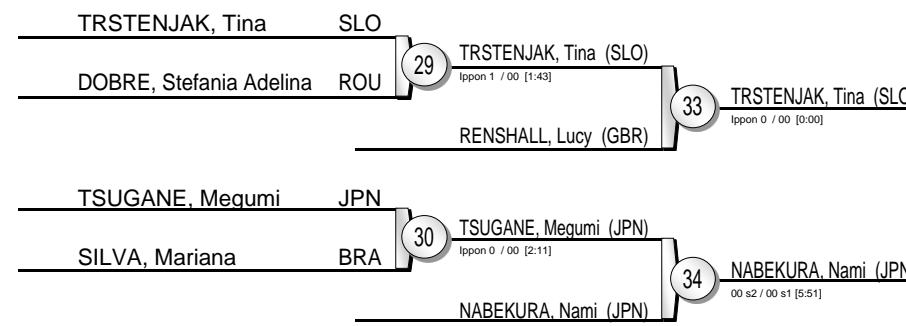 TRSTENJAK, Tina SLO
29
TRSTENJAK, Tina (SLO)
Ippon 1 / 00 [1:43]
DOBRE, Stefania Adelina ROU
33
TRSTENJAK, Tina (SLO
Ippon 0 / 00 [0:00]
RENSHALL, Lucy (GBR)
TSUGANE, Megumi JPN
30
TSUGANE, Megumi (JPN)
Ippon 0 / 00 [2:11]
SILVA, Mariana BRA
34
NABEKURA, Nami (JPN
00 s2 / 00 s1 [5:51]
NABEKURA, Nami (JPN)